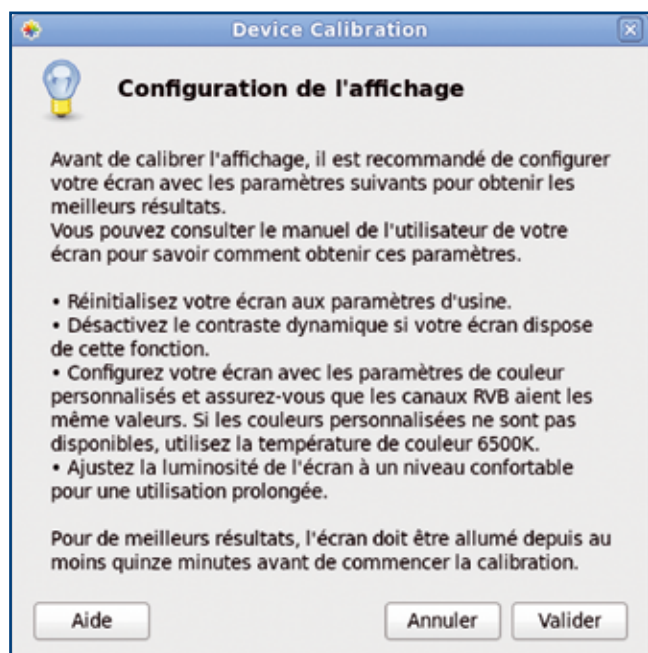 Device Calibration
Configuration de l'affichage
Avant de calibrer l'affichage, il est recommandé de configurer
votre écran avec les paramètres suivants pour obtenir les
meilleurs résultats.
Vous pouvez consulter le manuel de l'utilisateur de votre
écran pour savoir comment obtenir ces paramètres.
• Réinitialisez votre écran aux paramètres d'usine.
• Désactivez le contraste dynamique si votre écran dispose
de cette fonction.
• Configurez votre écran avec les paramètres de couleur
personnalisés et assurez-vous que les canaux RVB aient les
même valeurs. Si les couleurs personnalisées ne sont pas
disponibles, utilisez la température de couleur 6500K.
• Ajustez la luminosité de l'écran à un niveau confortable
pour une utilisation prolongée.
Pour de meilleurs résultats, l'écran doit être allumé depuis au
moins quinze minutes avant de commencer la calibration.
Aide Annuler Valider